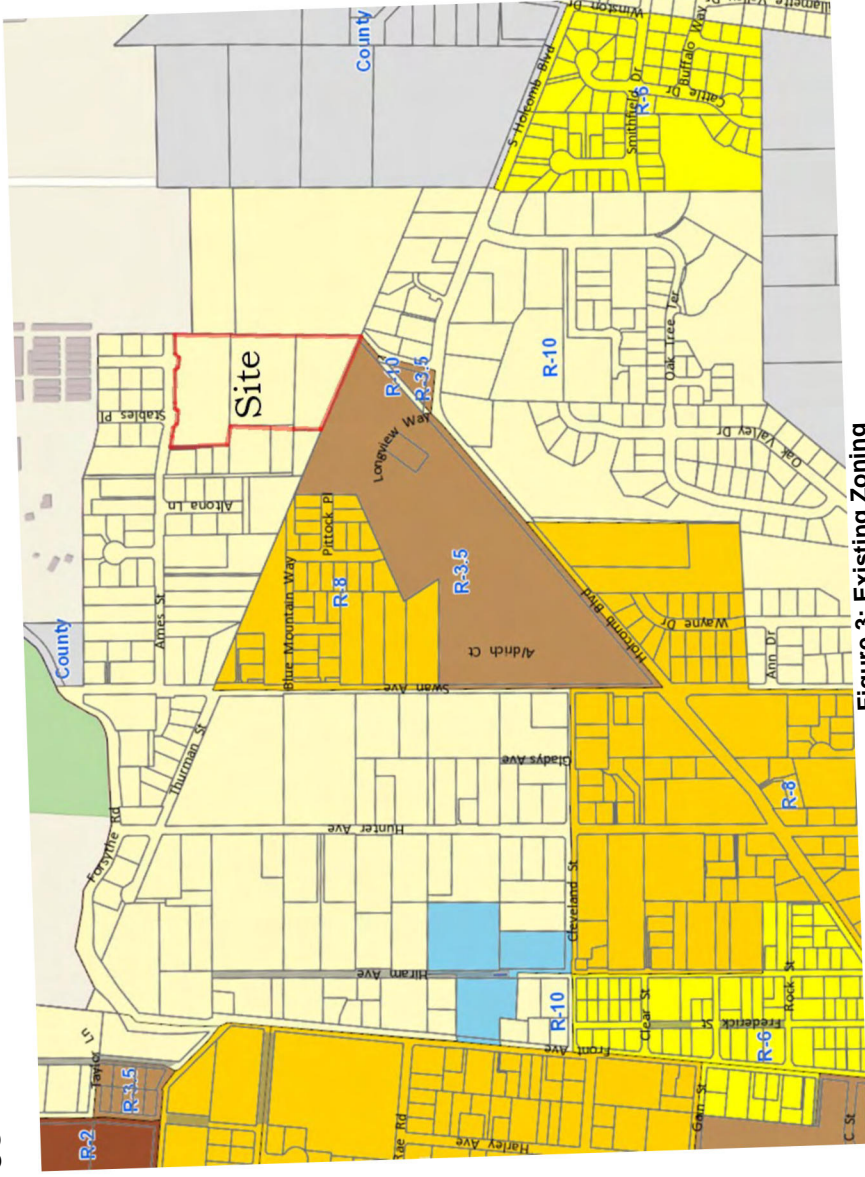 County
Winston Dr
Buffalo Way
S Holcomb Blvd
Smithfield Dr
Cattle Dr
R-6
Site
Stables Pl
R-10
R-3.5
R-10
Oak Tree Ter
Longview Way
Oak Valley Dr
Altona Ln
Pittock Pl
R-8
R-3.5
Blue Mountain Way
Ames St
County
Aldrich Ct
Holcomb Blvd
Wayne Dr
Ann Dr
Swan Ave
Thurman St
Gladys Ave
R-8
Forsythe Rd
Hunter Ave
Cleveland St
Hiram Ave
R-10
Clear St
Frederick St
Rock St
R-6
Front Ave
Taylor Ln
R-3.5
R-2
Rae Rd
Harley Ave
Gain St
C St
Figure 3: Existing Zoning